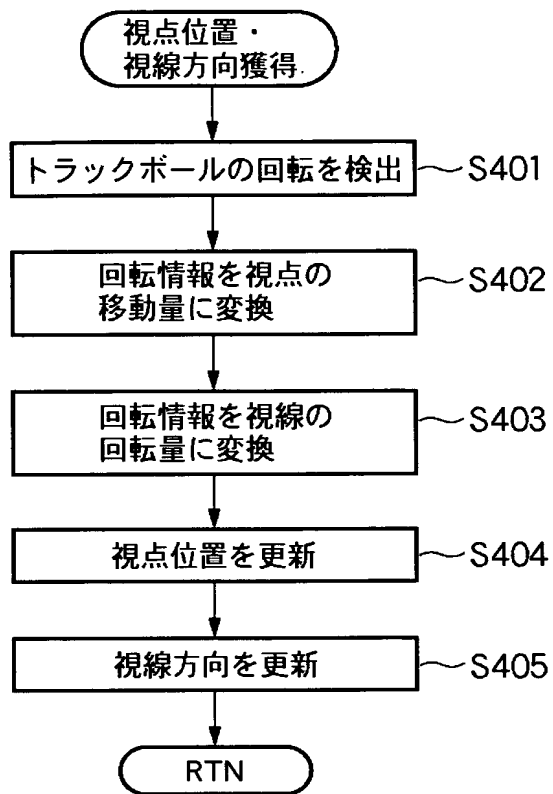 視点位置・
視線方向獲得
トラックボールの回転を検出 S401
回転情報を視点の
移動量に変換 S402
回転情報を視線の
回転量に変換 S403
視点位置を更新 S404
視線方向を更新 S405
RTN